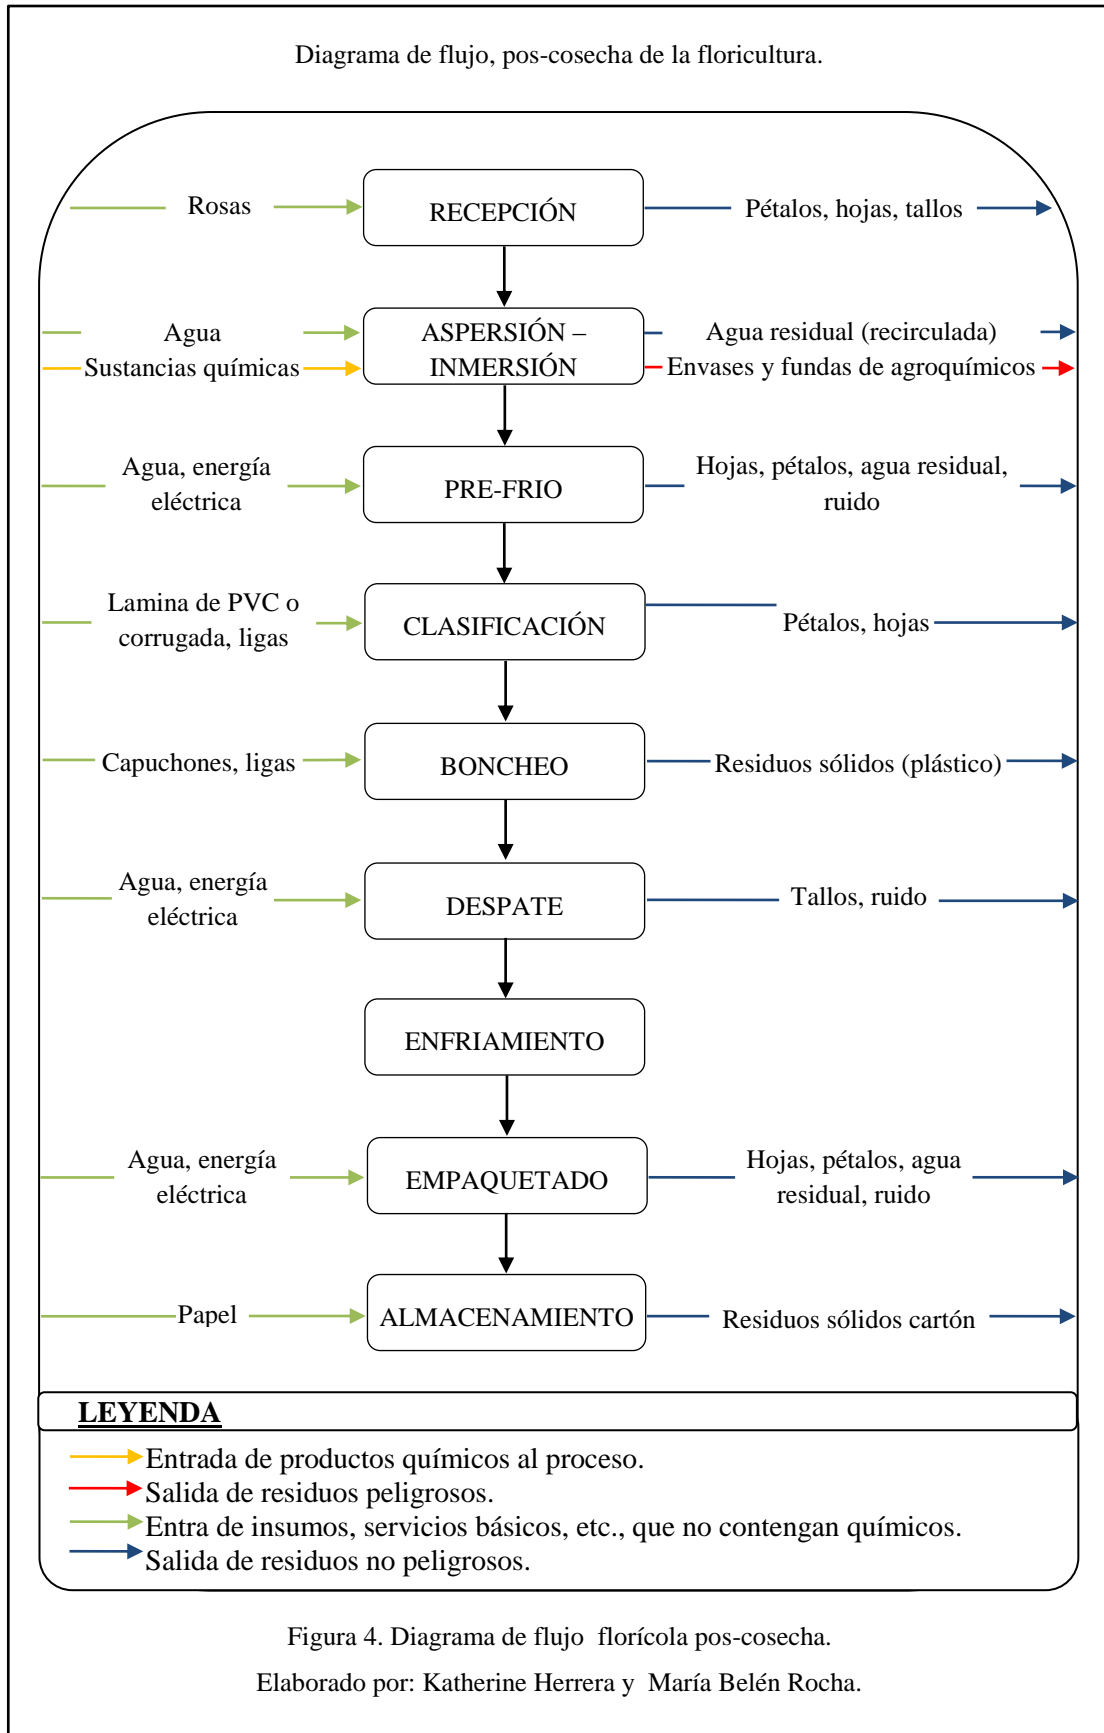 Diagrama de flujo, pos-cosecha de la floricultura.
Rosas
RECEPCIÓN
Pétalos, hojas, tallos
Agua
Sustancias químicas
ASPERSIÓN –
INMERSIÓN
Agua residual (recirculada)
Envases y fundas de agroquímicos
Agua, energía
eléctrica
PRE-FRIO
Hojas, pétalos, agua residual,
ruido
Lamina de PVC o
corrugada, ligas
CLASIFICACIÓN
Pétalos, hojas
Capuchones, ligas
BONCHEO
Residuos sólidos (plástico)
Agua, energía
eléctrica
DESPATE
Tallos, ruido
ENFRIAMIENTO
Agua, energía
eléctrica
EMPAQUETADO
Hojas, pétalos, agua
residual, ruido
Papel
ALMACENAMIENTO
Residuos sólidos cartón
LEYENDA
Entrada de productos químicos al proceso.
Salida de residuos peligrosos.
Entra de insumos, servicios básicos, etc., que no contengan químicos.
Salida de residuos no peligrosos.
Figura 4. Diagrama de flujo  florícola pos-cosecha.
Elaborado por: Katherine Herrera y  María Belén Rocha.